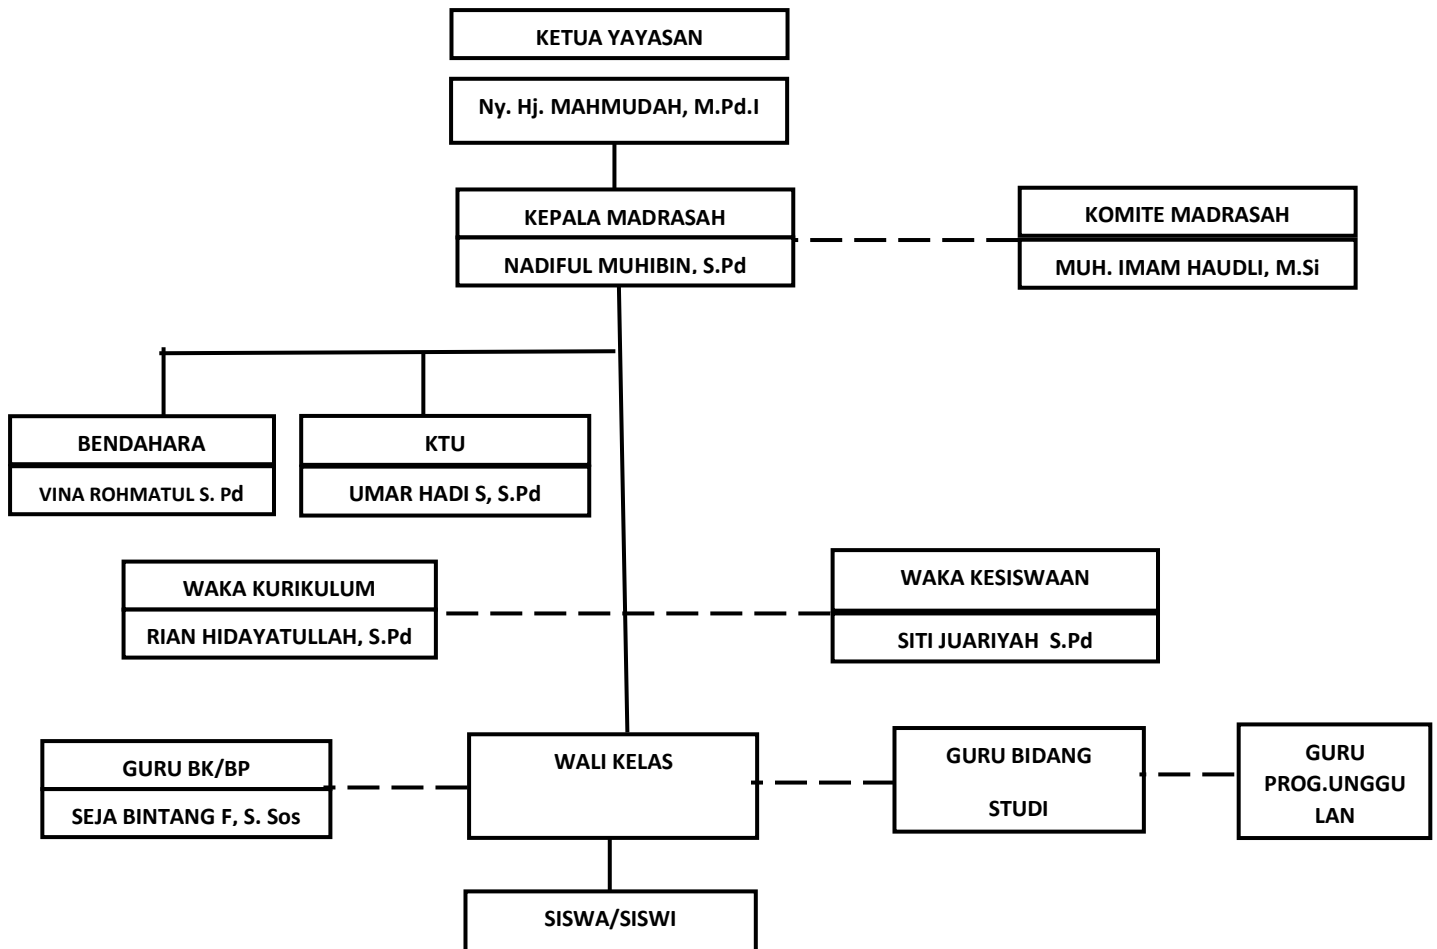 KETUA YAYASAN
Ny. Hj. MAHMUDAH, M.Pd.I
KEPALA MADRASAH
NADIFUL MUHIBIN, S.Pd
KOMITE MADRASAH
MUH. IMAM HAUDLI, M.Si
BENDAHARA
VINA ROHMATUL S. Pd
KTU
UMAR HADI S, S.Pd
WAKA KURIKULUM
RIAN HIDAYATULLAH, S.Pd
WAKA KESISWAAN
SITI JUARIYAH  S.Pd
GURU BK/BP
SEJA BINTANG F, S. Sos
WALI KELAS
GURU BIDANG
STUDI
GURU
PROG.UNGGU
LAN
SISWA/SISWI